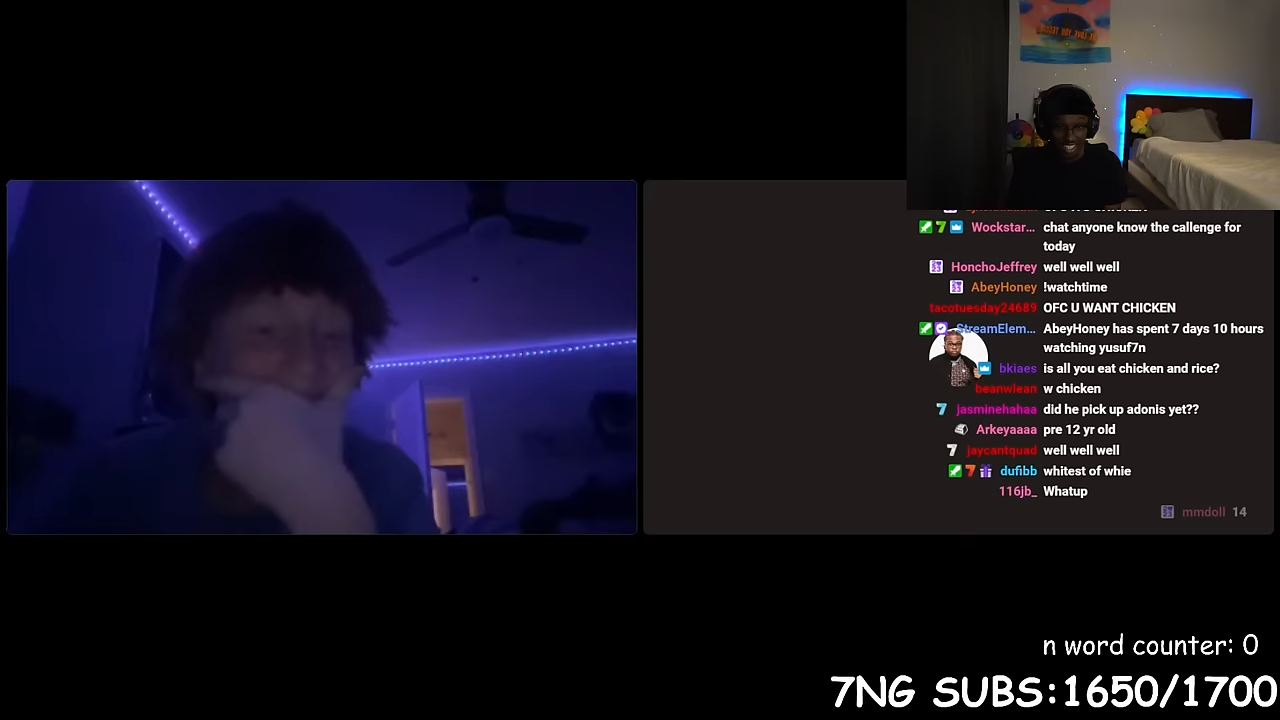 Wockstar... chat anyone know the callenge for
today
HonchoJeffrey well well well
AbeyHoney !watchtime
tacotuesday24689 OFC U WANT CHICKEN
StreamElem... AbeyHoney has spent 7 days 10 hours
watching yusuf7n
bkiaes is all you eat chicken and rice?
beanwlean w chicken
jasminehahaa did he pick up adonis yet??
Arkeyaaaa pre 12 yr old
jaycantquad well well well
dufibb whitest of whie
116jb_ Whatup
mmdoll 14
n word counter: 0
7NG SUBS:1650/1700